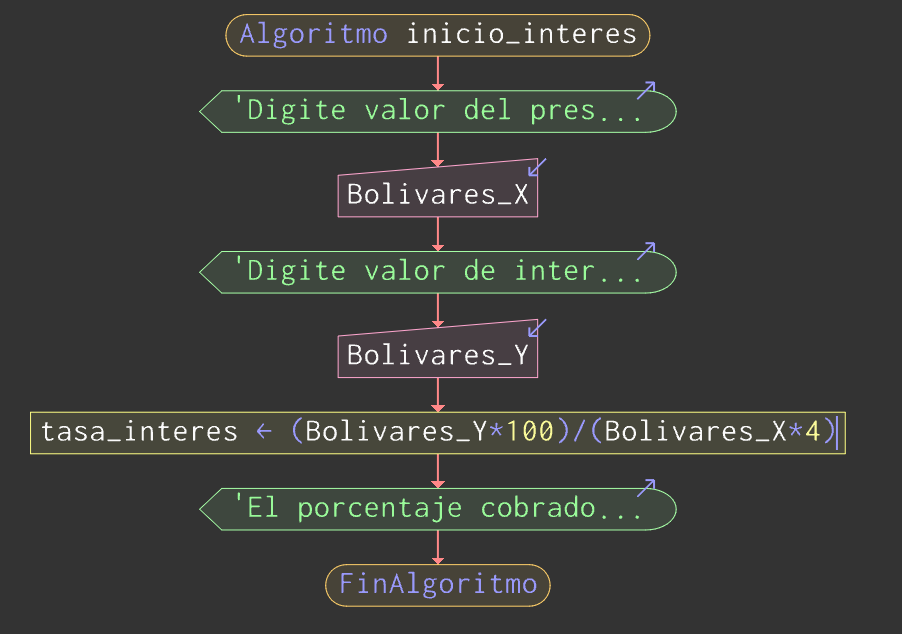 Algoritmo inicio_interes
'Digite valor del pres...
Bolivares_X
'Digite valor de inter...
Bolivares_Y
tasa_interes ← (Bolivares_Y*100)/(Bolivares_X*4)
'El porcentaje cobrado...
FinAlgoritmo